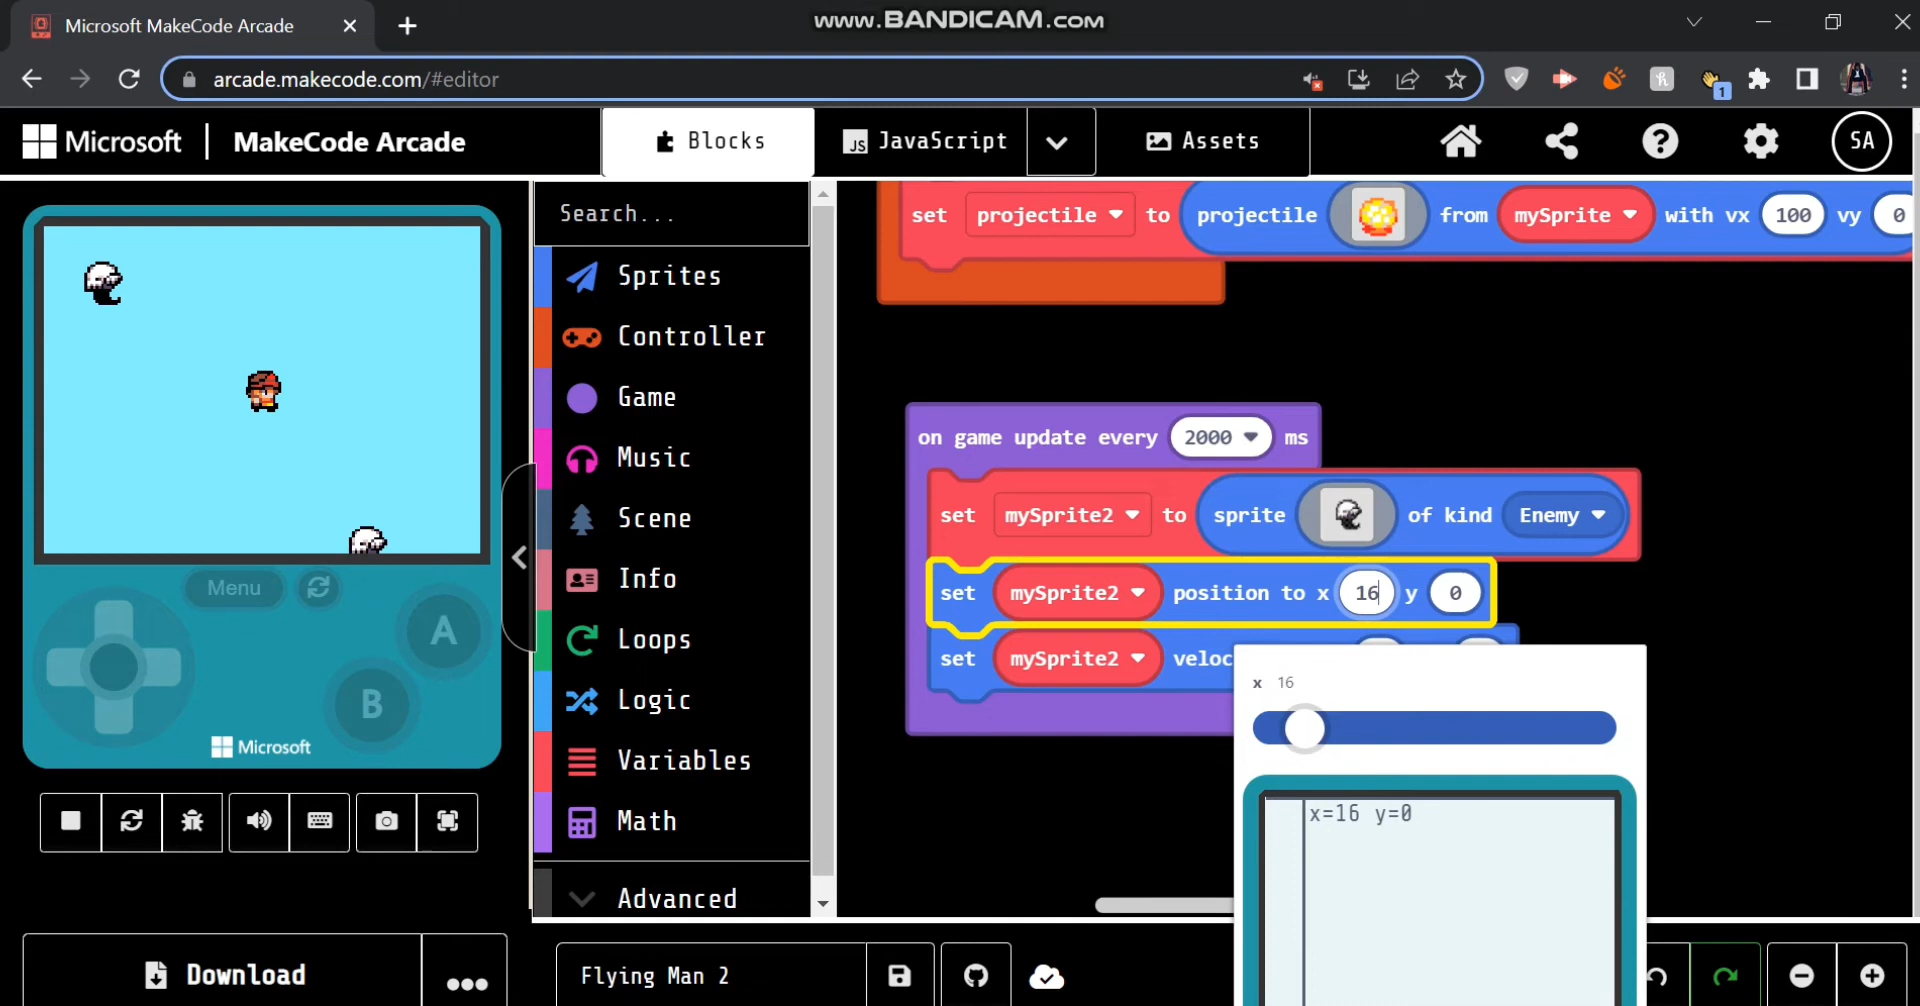 Microsoft MakeCode Arcade
www.BANDICAM.com
arcade.makecode.com/#editor
1
Microsoft
MakeCode Arcade
Blocks
JS JavaScript
Assets
SA
Search...
Sprites
Controller
Game
Music
Scene
Info
Loops
Logic
Variables
Math
Advanced
Menu
A
B
Microsoft
set projectile to projectile from mySprite with vx 100 vy 0
on game update every 2000 ms
set mySprite2 to sprite of kind Enemy
set mySprite2 position to x 16 y 0
set mySprite2 veloc
x 16
x=16 y=0
Download
Flying Man 2